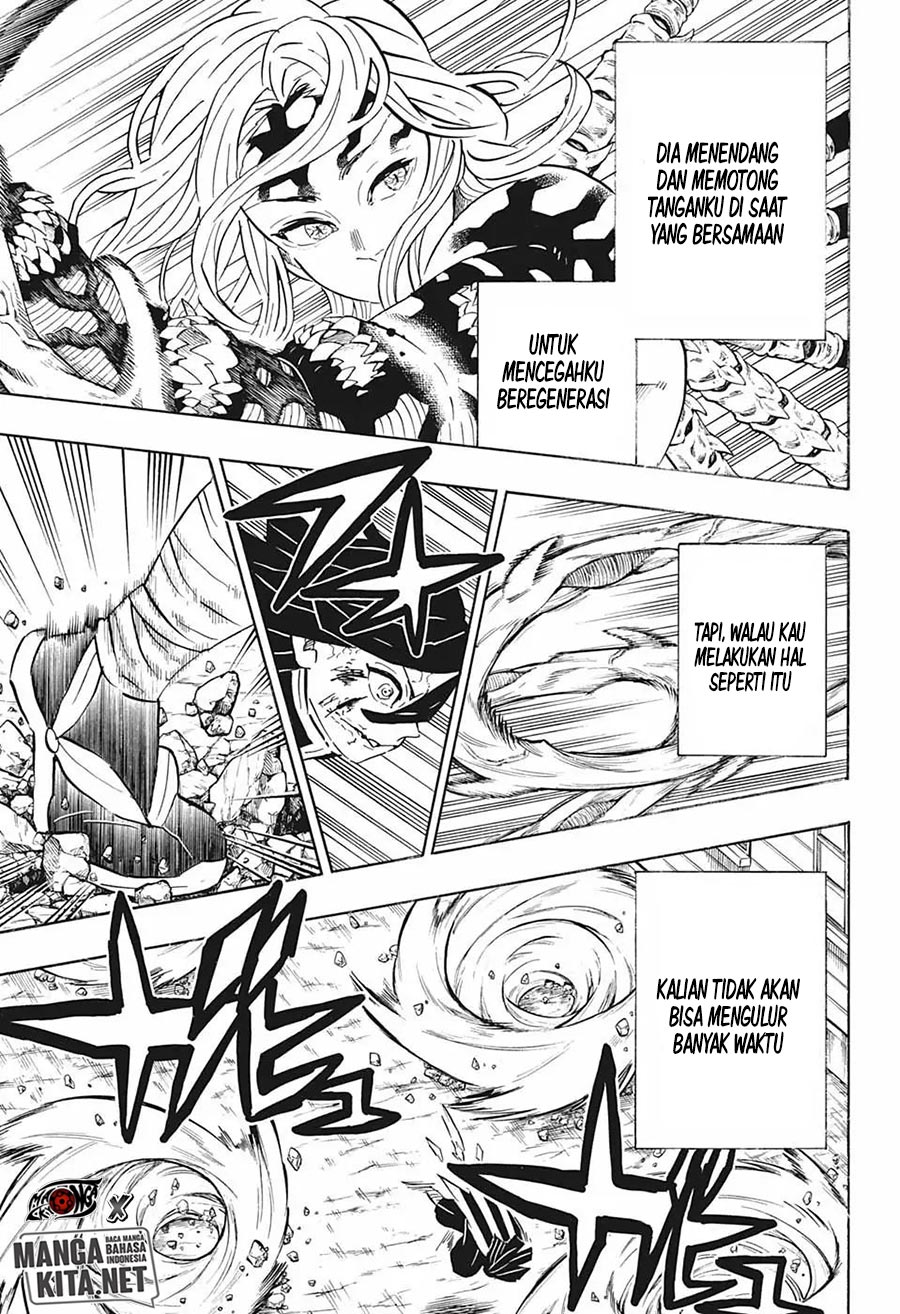 DIA MENENDANG
DAN MEMOTONG
TANGANKU DI SAAT
YANG BERSAMAAN
UNTUK
MENCEGAHKU
BEREGENERASI
TAPI, WALAU KAU
MELAKUKAN HAL
SEPERTI ITU
KALIAN TIDAK AKAN
BISA MENGULUR
BANYAK WAKTU
X
MANGA
KITA.NET
BACA MANGA
BAHASA
INDONESIA